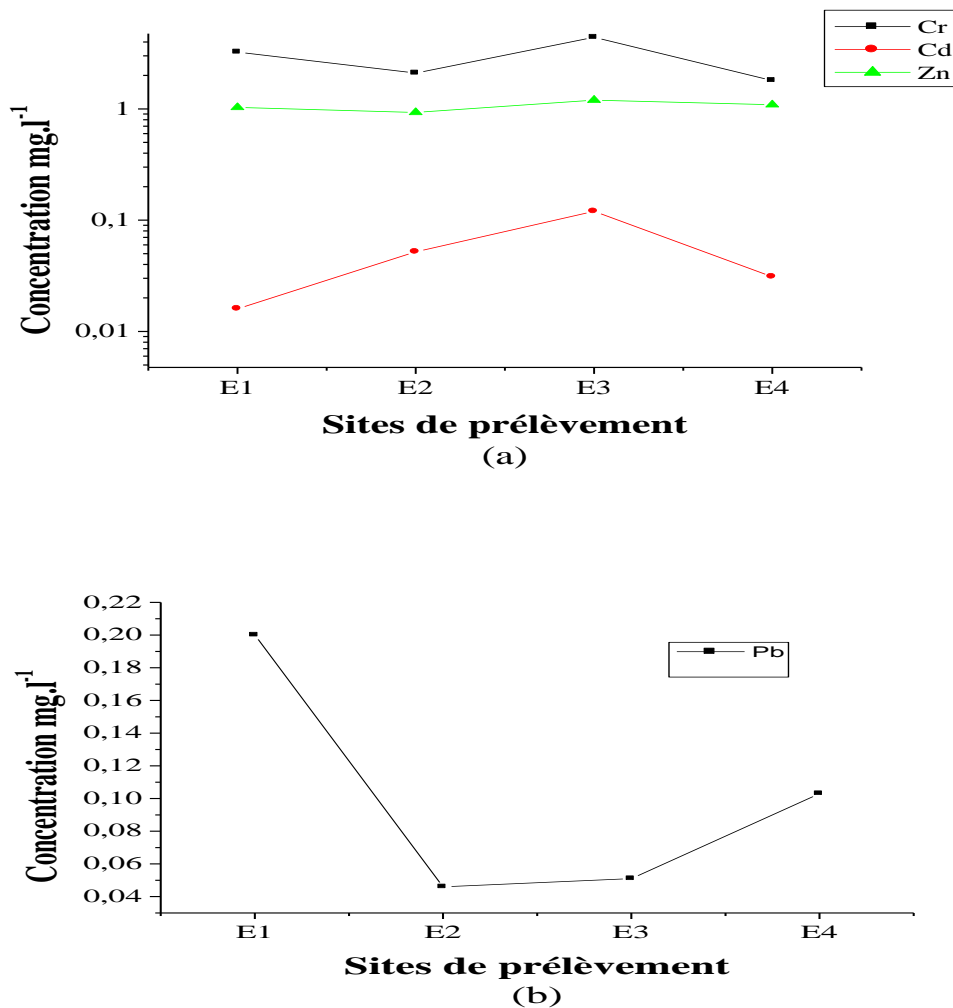 Cr
Cd
Zn
Concentration mg.l-1
1
0,1
0,01
E1 E2 E3 E4
Sites de prélèvement
(a)
Pb
Concentration mg.l-1
0,22
0,20
0,18
0,16
0,14
0,12
0,10
0,08
0,06
0,04
E1 E2 E3 E4
Sites de prélèvement
(b)